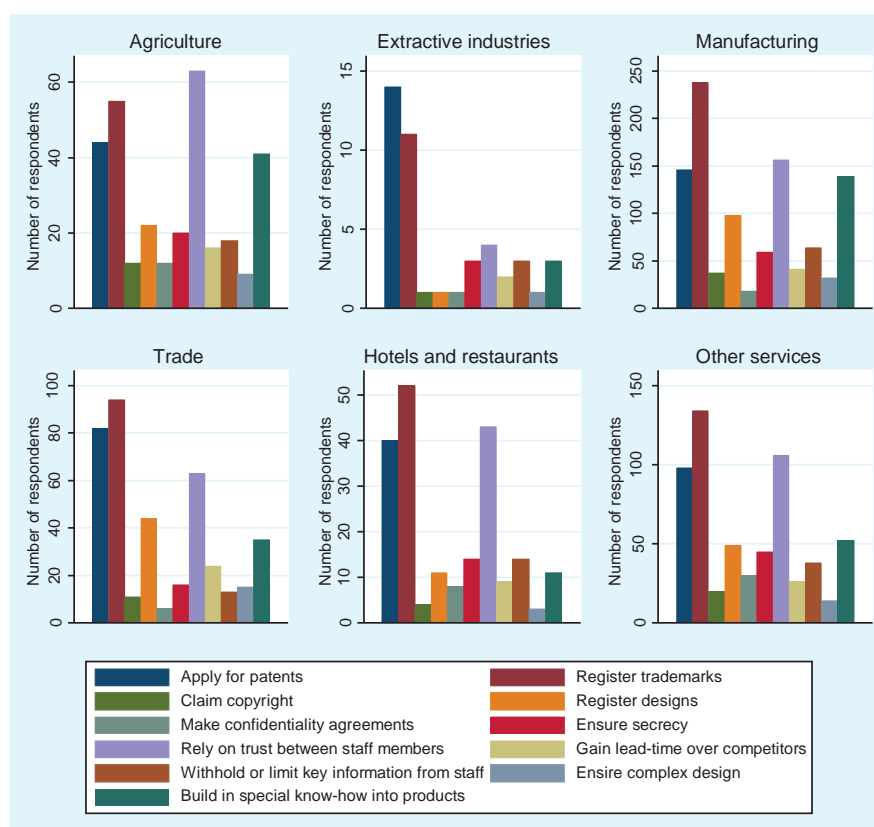 Agriculture
Number of respondents
0 20 40 60
Extractive industries
Number of respondents
0 5 10 15
Manufacturing
Number of respondents
0 50 100 150 200 250
Trade
Number of respondents
0 20 40 60 80 100
Hotels and restaurants
Number of respondents
0 10 20 30 40 50
Other services
Number of respondents
0 50 100 150
Apply for patents
Register trademarks
Claim copyright
Register designs
Make confidentiality agreements
Ensure secrecy
Rely on trust between staff members
Gain lead-time over competitors
Withhold or limit key information from staff
Ensire complex design
Build in special know-how into products